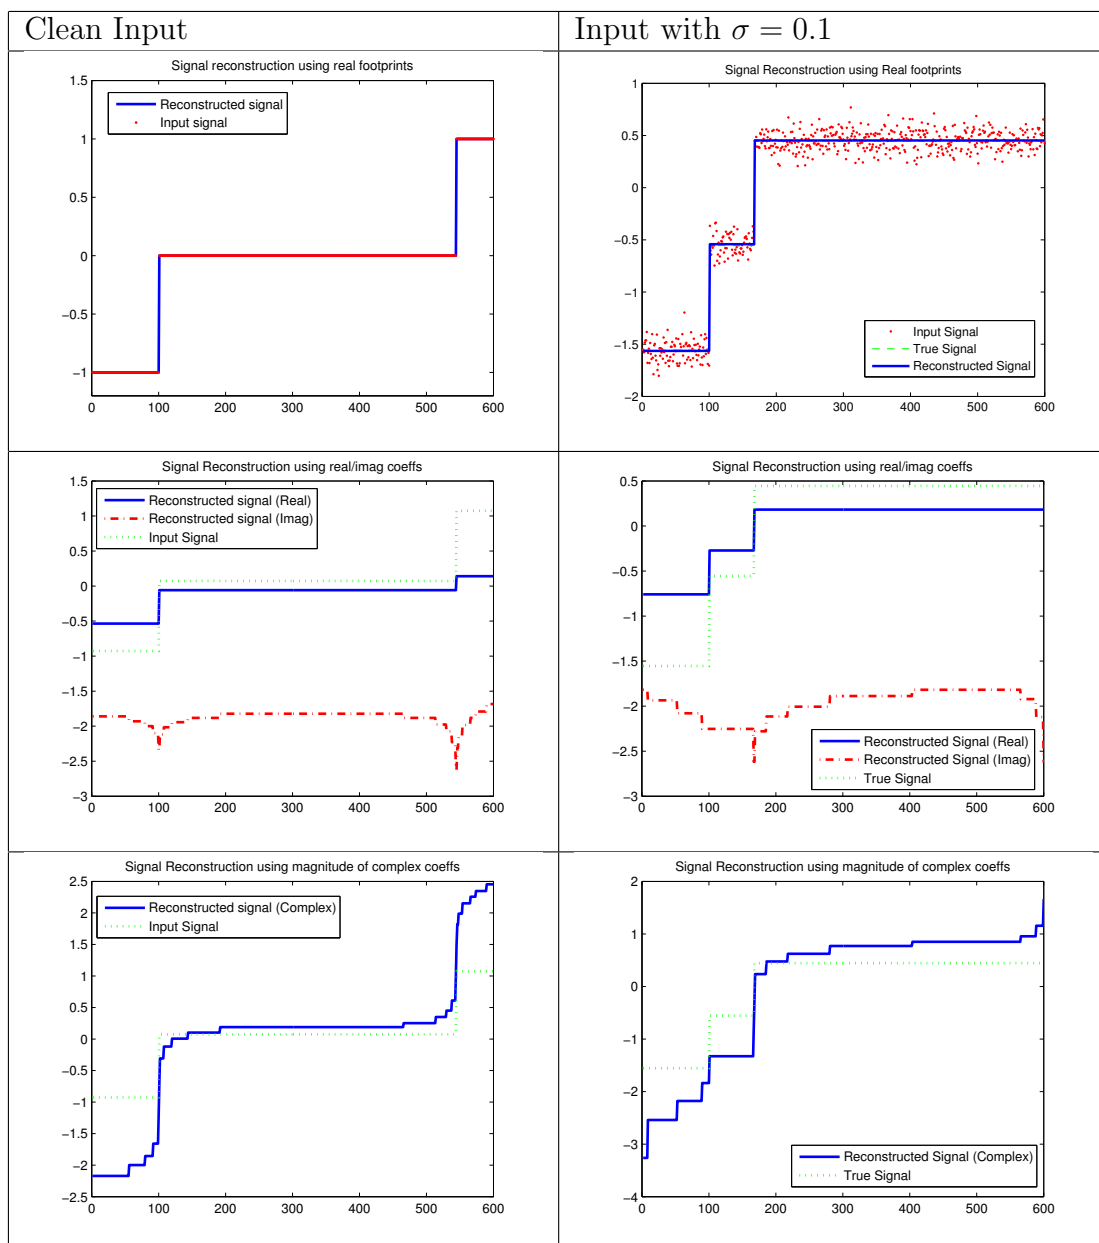 Clean Input
Input with σ = 0.1
Signal reconstruction using real footprints
1.5
1
0.5
0
−0.5
−1
0 100 200 300 400 500 600
Reconstructed signal
Input signal
Signal Reconstruction using Real footprints
1
0.5
0
−0.5
−1
−1.5
−2
0 100 200 300 400 500 600
Input Signal
True Signal
Reconstructed Signal
Signal Reconstruction using real/imag coeffs
1.5
1
0.5
0
−0.5
−1
−1.5
−2
−2.5
−3
0 100 200 300 400 500 600
Reconstructed signal (Real)
Reconstructed signal (Imag)
Input Signal
Signal Reconstruction using real/imag coeffs
0.5
0
−0.5
−1
−1.5
−2
−2.5
−3
0 100 200 300 400 500 600
Reconstructed Signal (Real)
Reconstructed Signal (Imag)
True Signal
Signal Reconstruction using magnitude of complex coeffs
2.5
2
1.5
1
0.5
0
−0.5
−1
−1.5
−2
−2.5
0 100 200 300 400 500 600
Reconstructed signal (Complex)
Input Signal
Signal Reconstruction using magnitude of complex coeffs
2
1
0
−1
−2
−3
−4
0 100 200 300 400 500 600
Reconstructed Signal (Complex)
True Signal